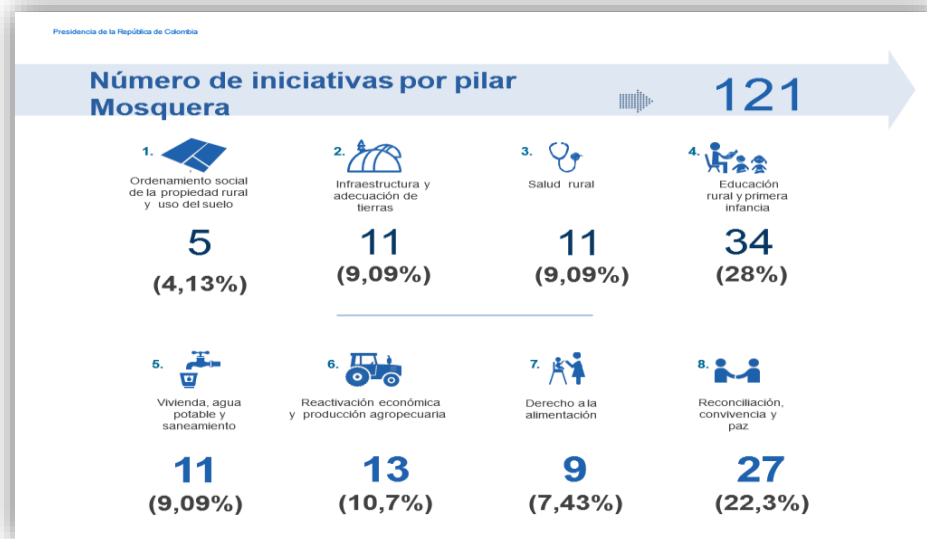 Presidencia de la República de Colombia
Número de iniciativas por pilar
Mosquera
121
1.
Ordenamiento social
de la propiedad rural
y uso del suelo
5
(4,13%)
2.
Infraestructura y
adecuación de
tierras
11
(9,09%)
3.
Salud rural
11
(9,09%)
4.
Educación
rural y primera
infancia
34
(28%)
5.
Vivienda, agua
potable y
saneamiento
11
(9,09%)
6.
Reactivación económica
y producción agropecuaria
13
(10,7%)
7.
Derecho a la
alimentación
9
(7,43%)
8.
Reconciliación,
convivencia y
paz
27
(22,3%)